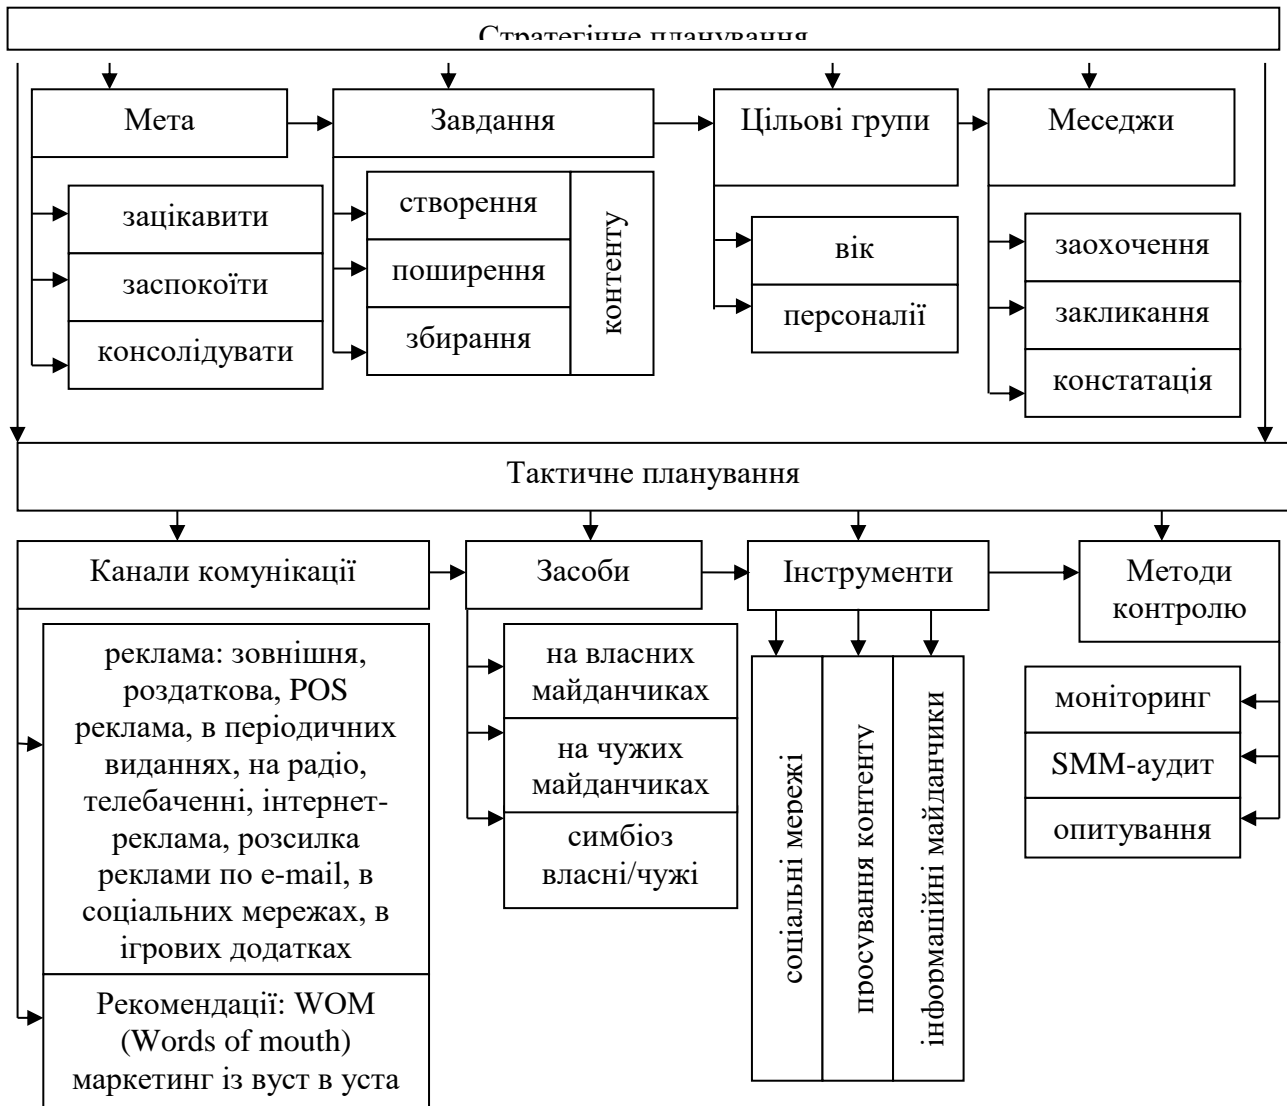 Стратегічне планування
Мета
Завдання
Цільові групи
Меседжи
зацікавити
заспокоїти
консолідувати
створення
поширення
збирання
контенту
вік
персоналії
заохочення
закликання
констатація
Тактичне планування
Канали комунікації
Засоби
Інструменти
Методи
контролю
реклама: зовнішня,
роздаткова, POS
реклама, в періодичних
виданнях, на радіо,
телебаченні, інтернет-
реклама, розсилка
реклами по e-mail, в
соціальних мережах, в
ігрових додатках
Рекомендації: WOM
(Words of mouth)
маркетинг із вуст в уста
на власних
майданчиках
на чужих
майданчиках
симбіоз
власні/чужі
соціальні мережі
просування контенту
інформаційні майданчики
моніторинг
SMM-аудит
опитування